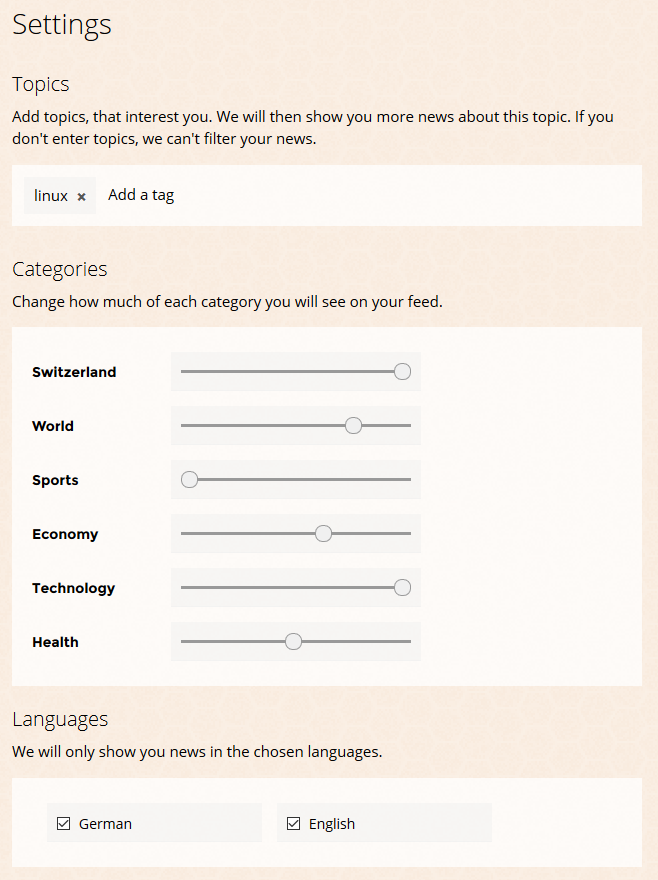 Settings
Topics
Add topics, that interest you. We will then show you more news about this topic. If you
don't enter topics, we can't filter your news.
linux × Add a tag
Categories
Change how much of each category you will see on your feed.
Switzerland
World
Sports
Economy
Technology
Health
Languages
We will only show you news in the chosen languages.
German English